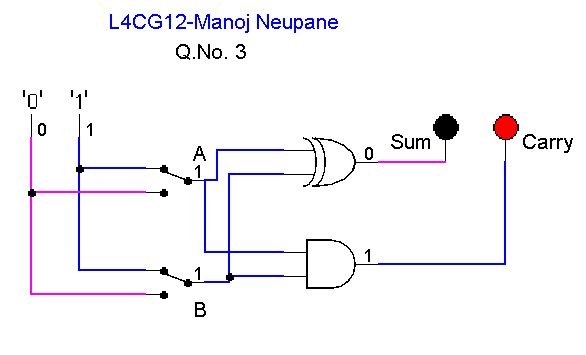 L4CG12-Manoj Neupane
Q.No. 3
'0' '1'
0 1
A
1
0
Sum
Carry
1
1
B